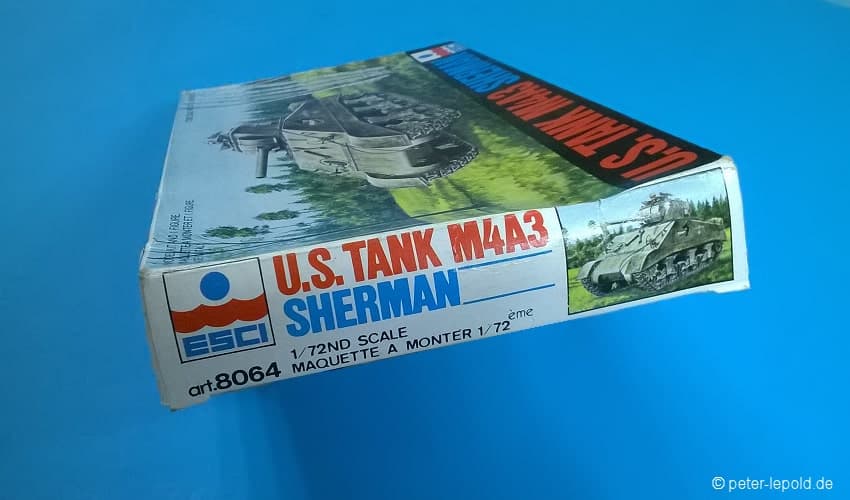 U.S. TANK M4A3
SHERMAN
U.S. TANK M4A3
SHERMAN
ESCI
1/72ND SCALE
MAQUETTE A MONTER 1/72ème
art.8064
© peter-lepold.de